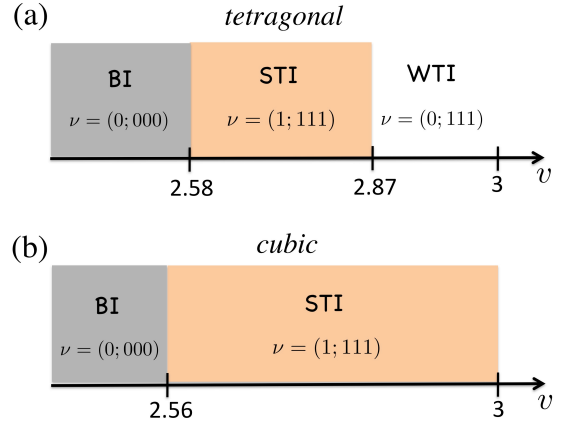 (a) tetragonal
BI STI WTI
ν = (0; 000) ν = (1; 111) ν = (0; 111)
2.58 2.87 3 v
(b) cubic
BI STI
ν = (0; 000) ν = (1; 111)
2.56 3 v